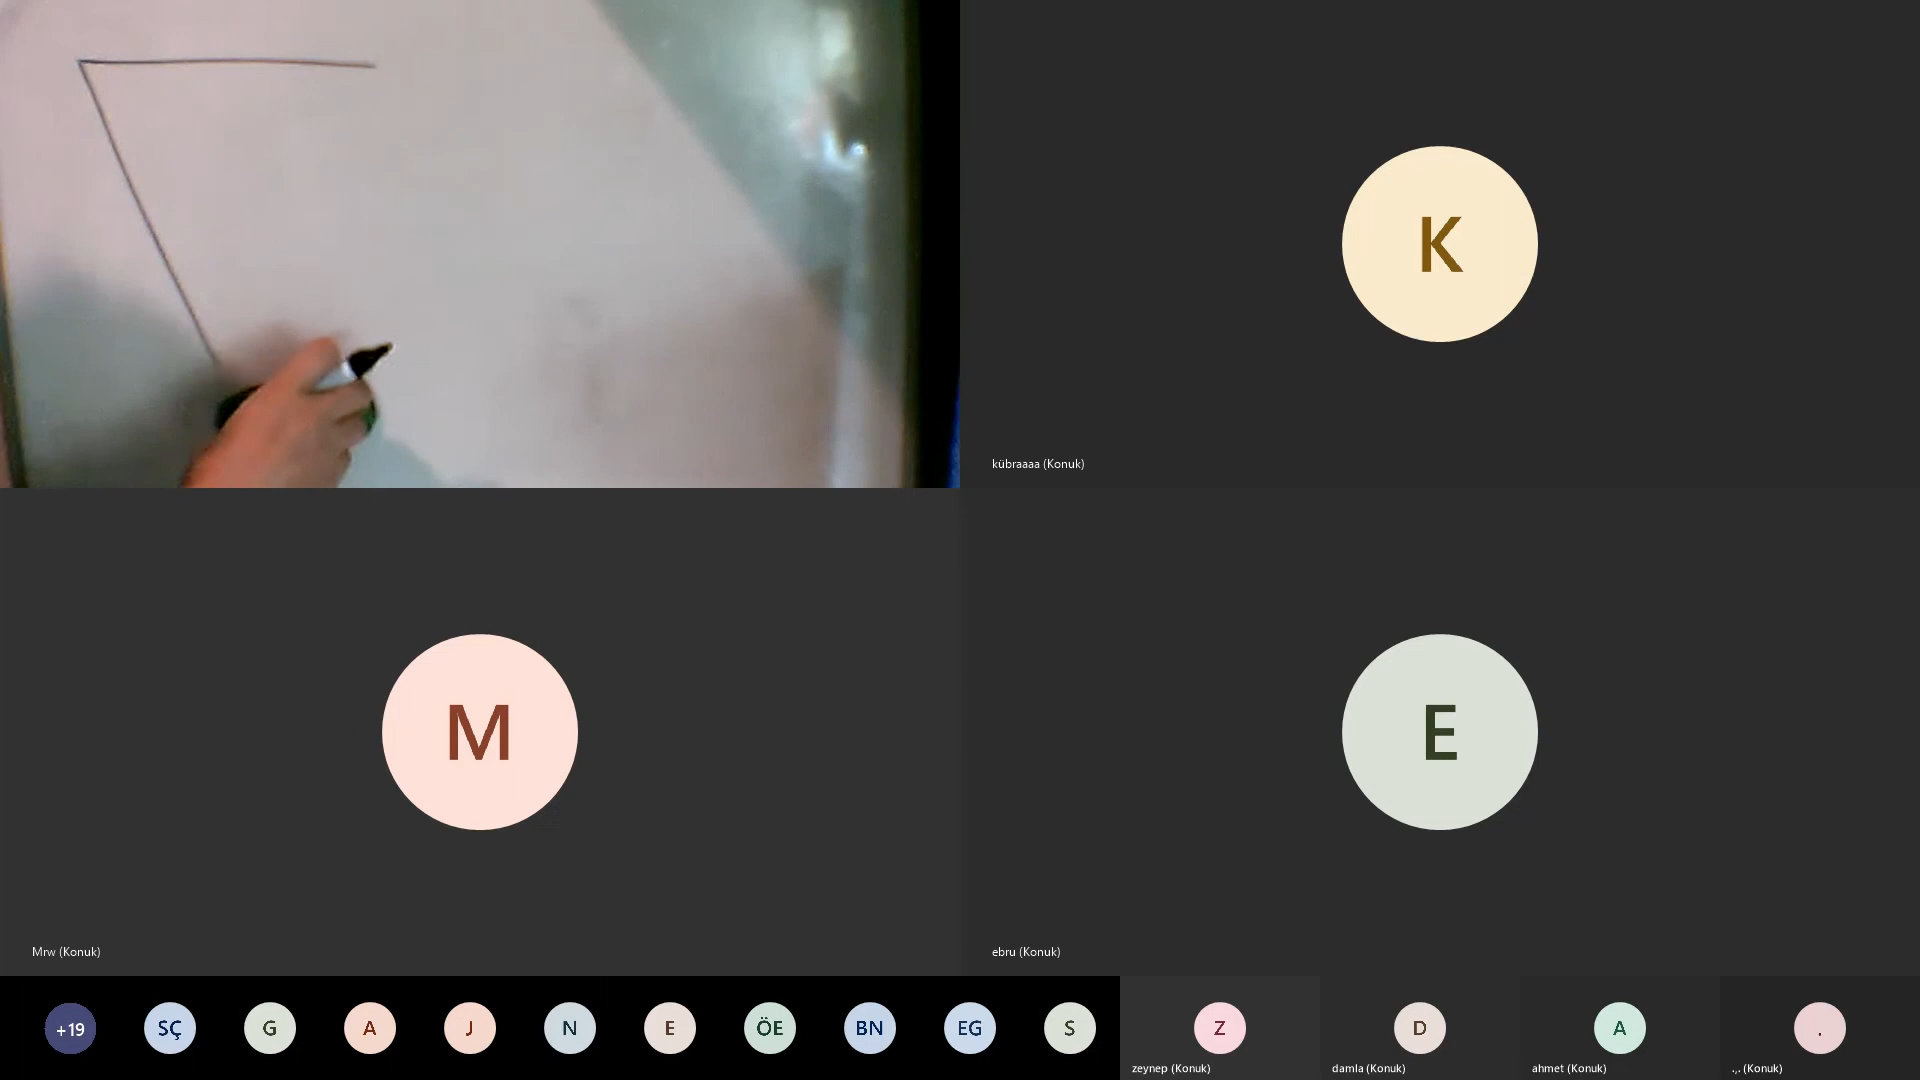 K
kübraaaa (Konuk)
M
Mrw (Konuk)
E
ebru (Konuk)
+19
SÇ
G
A
J
N
E
ÖE
BN
EG
S
Z
zeynep (Konuk)
D
damla (Konuk)
A
ahmet (Konuk)
.
.,. (Konuk)